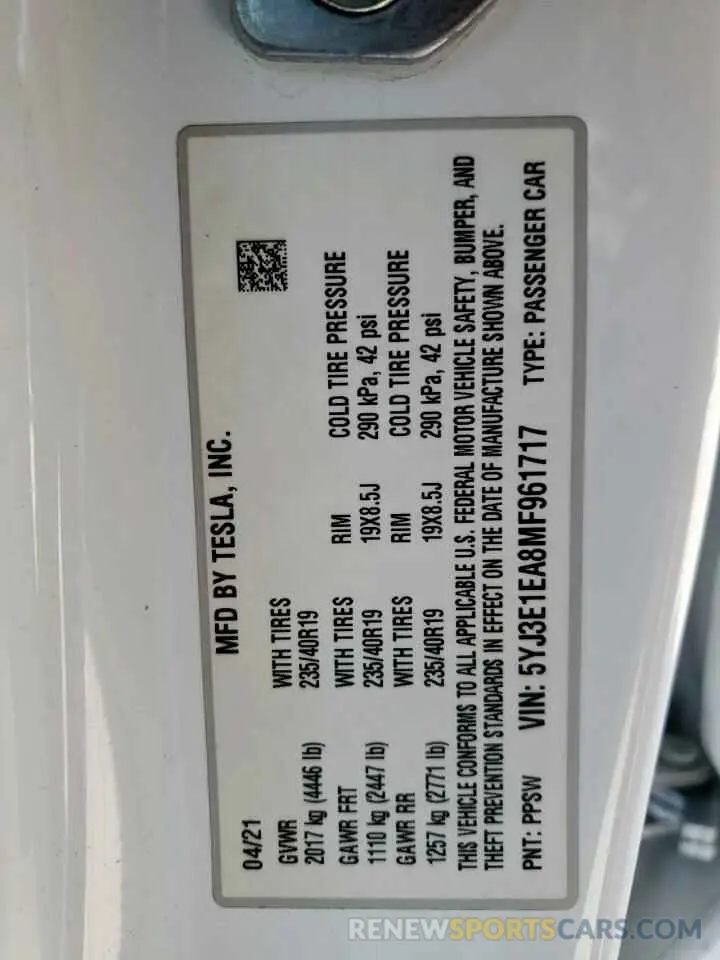 MFD BY TESLA, INC.
04/21
GVWR WITH TIRES
2017 kg (4446 lb) 235/40R19
GAWR FRT WITH TIRES RIM COLD TIRE PRESSURE
1110 kg (2447 lb) 235/40R19 19X8.5J 290 kPa, 42 psi
GAWR RR WITH TIRES RIM COLD TIRE PRESSURE
1257 kg (2771 lb) 235/40R19 19X8.5J 290 kPa, 42 psi
THIS VEHICLE CONFORMS TO ALL APPLICABLE U.S. FEDERAL MOTOR VEHICLE SAFETY, BUMPER, AND
THEFT PREVENTION STANDARDS IN EFFECT ON THE DATE OF MANUFACTURE SHOWN ABOVE.
PNT: PPSW VIN: 5YJ3E1EA8MF961717 TYPE: PASSENGER CAR
RENEWSPORTSCARS.COM